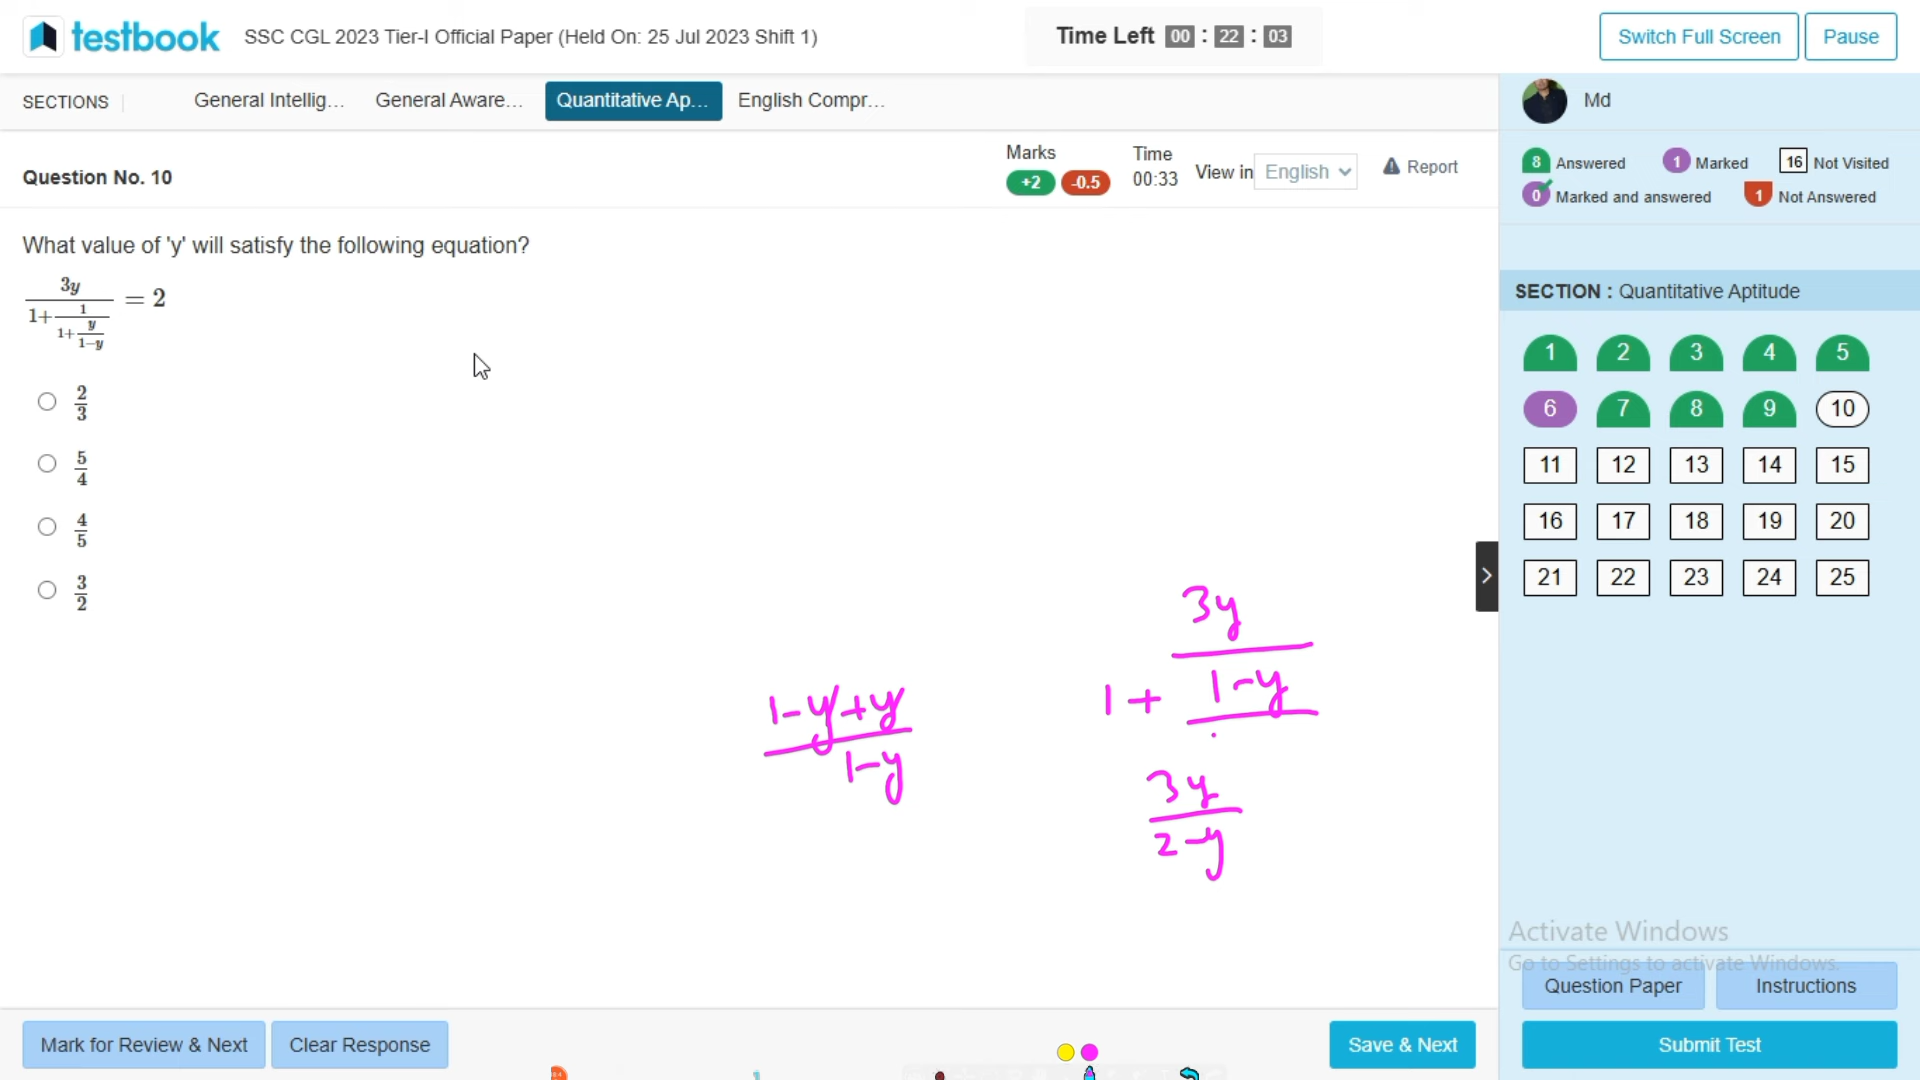 testbook SSC CGL 2023 Tier-I Official Paper (Held On: 25 Jul 2023 Shift 1) Time Left 00 : 22 : 03 Switch Full Screen Pause
SECTIONS General Intellig... General Aware... Quantitative Ap... English Compr... Md
Question No. 10 Marks +2 -0.5 Time 00:33 View in English Report
8 Answered 1 Marked 16 Not Visited
0 Marked and answered 1 Not Answered
What value of 'y' will satisfy the following equation?
3y / (1+ 1 / (1+ y / (1−y))) = 2
2/3
5/4
4/5
3/2
SECTION : Quantitative Aptitude
1 2 3 4 5
6 7 8 9 10
11 12 13 14 15
16 17 18 19 20
21 22 23 24 25
>
1-y+y
1-y
3y
1 + 1-y
3y
2-y
Activate Windows
Go to Settings to activate Windows.
Question Paper Instructions
Mark for Review & Next Clear Response Save & Next Submit Test